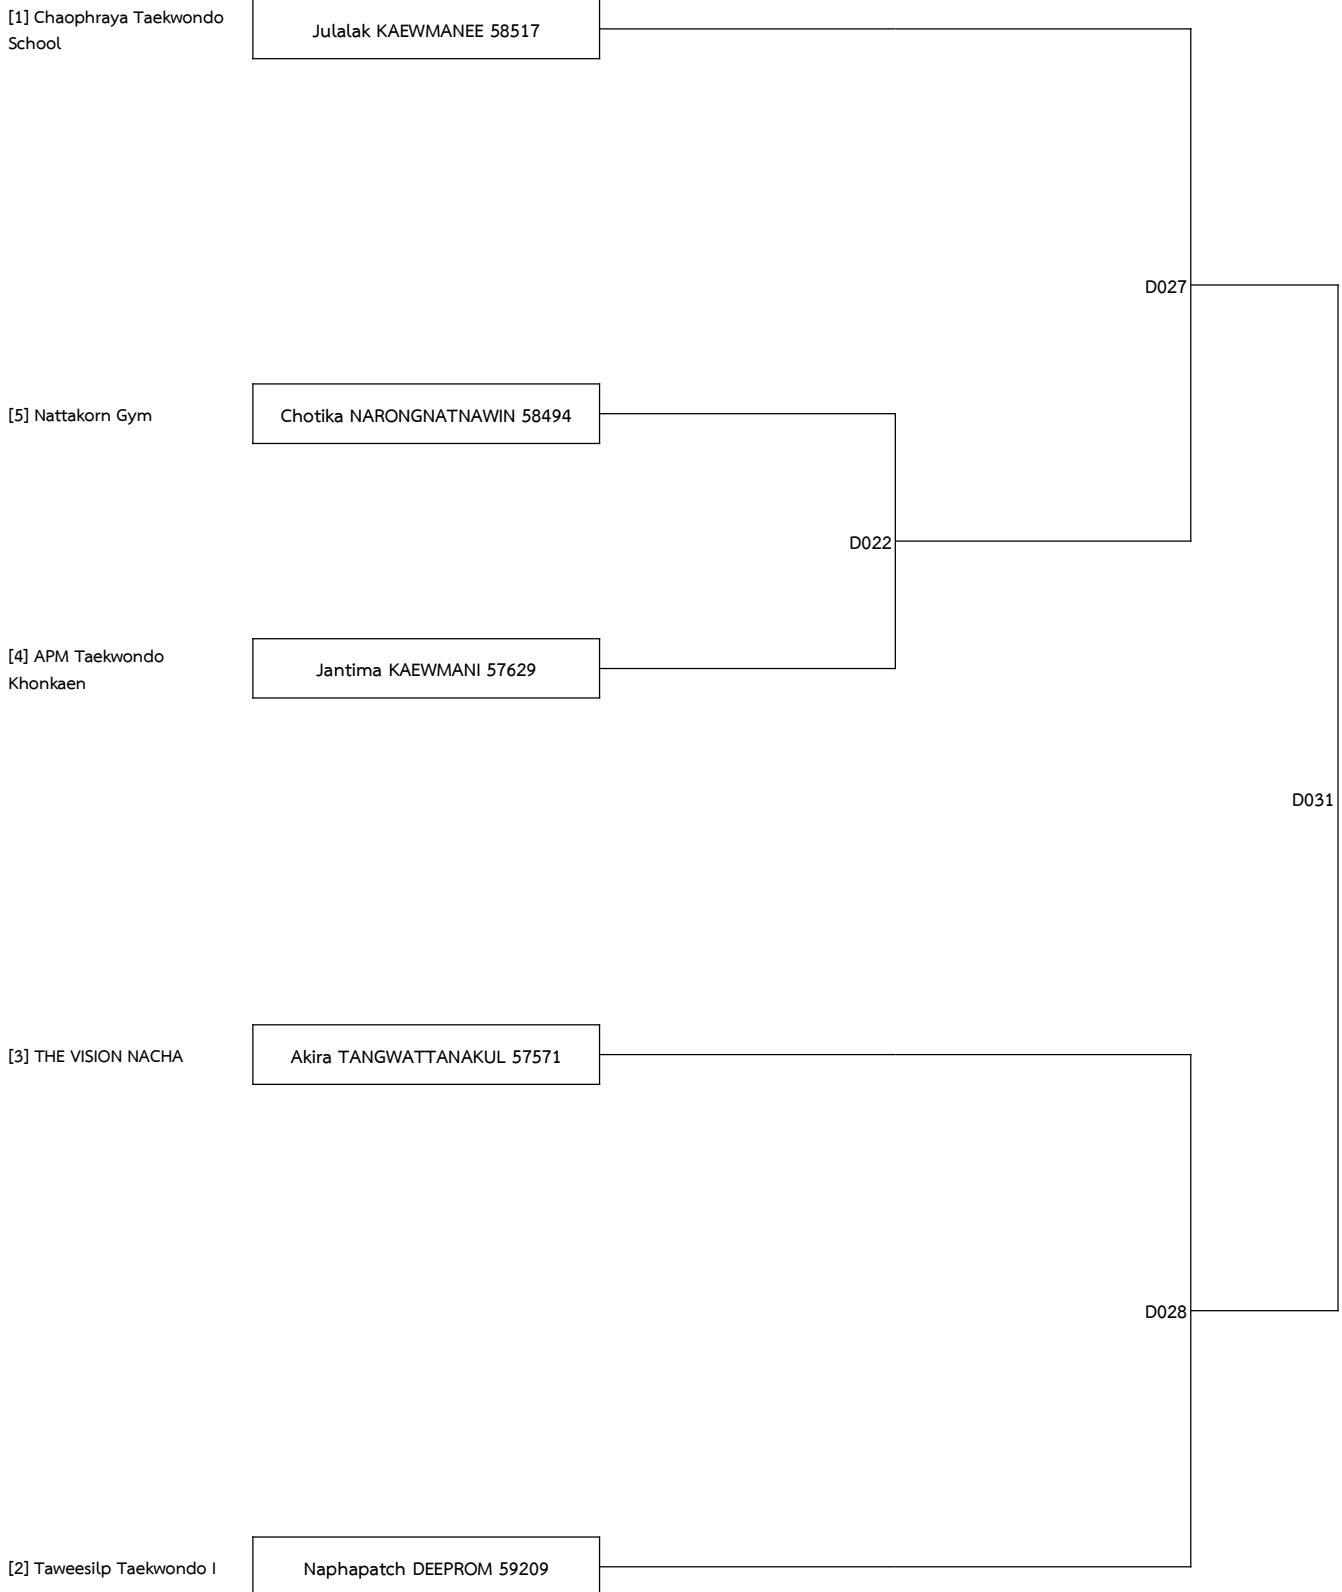 [1] Chaophraya Taekwondo
School
Julalak KAEWMANEE 58517
D027
[5] Nattakorn Gym
Chotika NARONGNATNAWIN 58494
D022
[4] APM Taekwondo
Khonkaen
Jantima KAEWMANI 57629
D031
[3] THE VISION NACHA
Akira TANGWATTANAKUL 57571
D028
[2] Taweesilp Taekwondo I
Naphapatch DEEPROM 59209